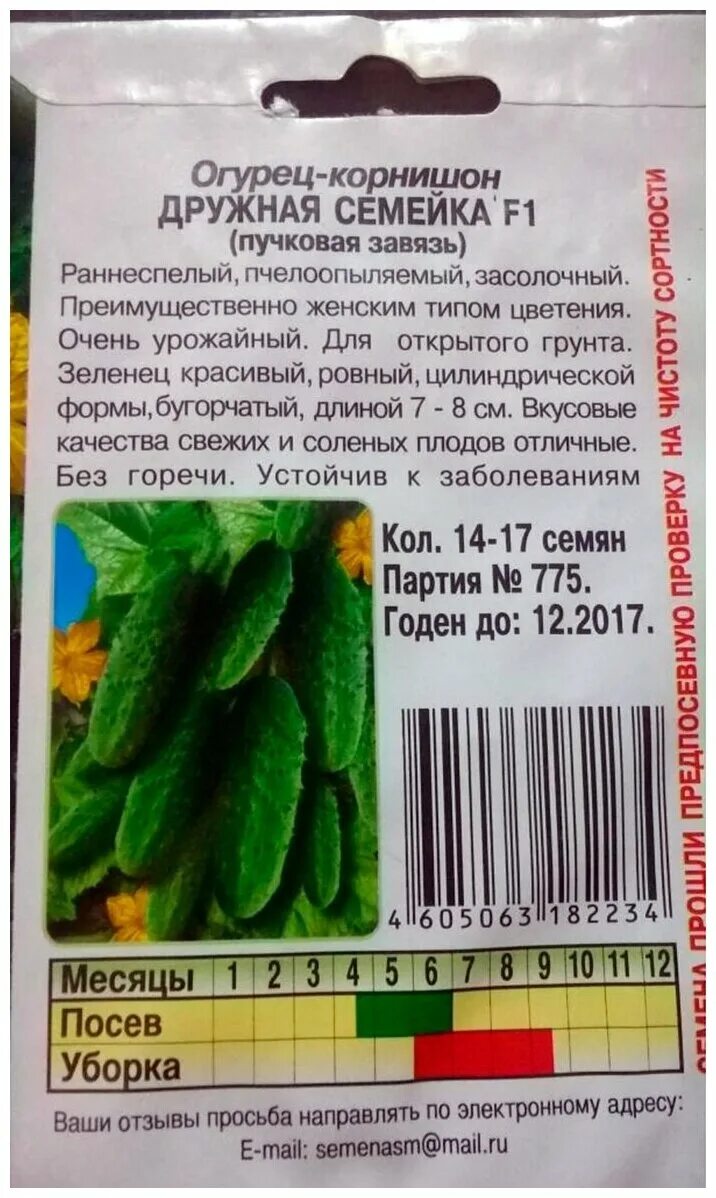 Огурец-корнишон
ДРУЖНАЯ СЕМЕЙКА F1
(пучковая завязь)
Раннеспелый, пчелоопыляемый, засолочный.
Преимущественно женским типом цветения.
Очень урожайный. Для открытого грунта.
Зеленец красивый, ровный, цилиндрической
формы, бугорчатый, длиной 7 - 8 см. Вкусовые
качества свежих и соленых плодов отличные.
Без горечи. Устойчив к заболеваниям
Кол. 14-17 семян
Партия № 775.
Годен до: 12.2017.
4 605063 182234
Месяцы 1 2 3 4 5 6 7 8 9 10 11 12
Посев
Уборка
Ваши отзывы просьба направлять по электронному адресу:
E-mail: semenasm@mail.ru
СЕМЕНА ПРОШЛИ ПРЕДПОСЕВНУЮ ПРОВЕРКУ НА ЧИСТОТУ СОРТНОСТИ